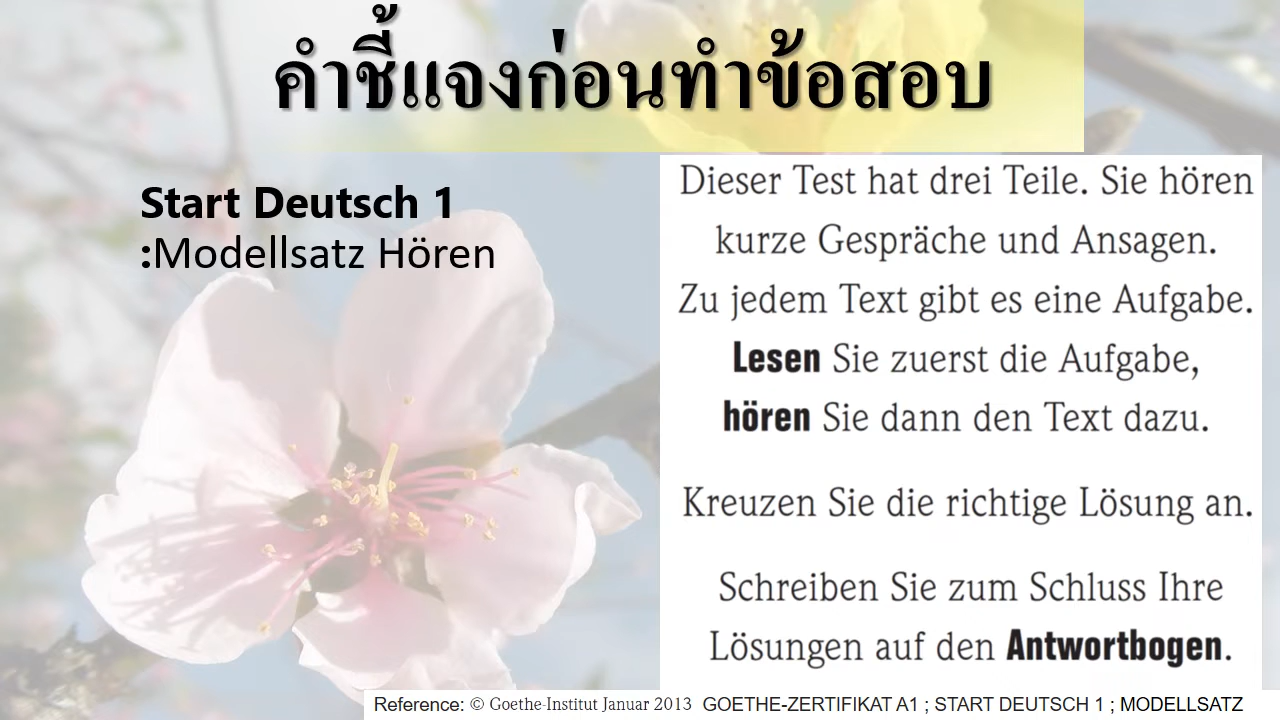 คำชี้แจงก่อนทำข้อสอบ
Start Deutsch 1
:Modellsatz Hören
Dieser Test hat drei Teile. Sie hören
kurze Gespräche und Ansagen.
Zu jedem Text gibt es eine Aufgabe.
Lesen Sie zuerst die Aufgabe,
hören Sie dann den Text dazu.
Kreuzen Sie die richtige Lösung an.
Schreiben Sie zum Schluss Ihre
Lösungen auf den Antwortbogen.
Reference: © Goethe-Institut Januar 2013 GOETHE-ZERTIFIKAT A1 ; START DEUTSCH 1 ; MODELLSATZ